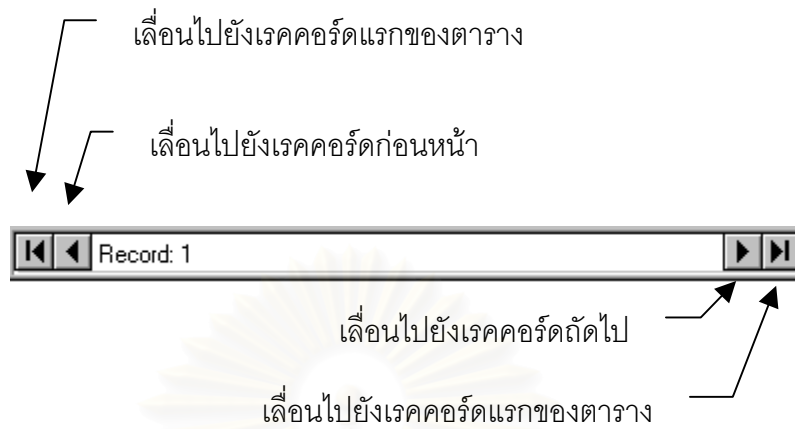 เลื่อนไปยังเรคคอร์ดแรกของตาราง
เลื่อนไปยังเรคคอร์ดก่อนหน้า
Record: 1
เลื่อนไปยังเรคคอร์ดถัดไป
เลื่อนไปยังเรคคอร์ดแรกของตาราง